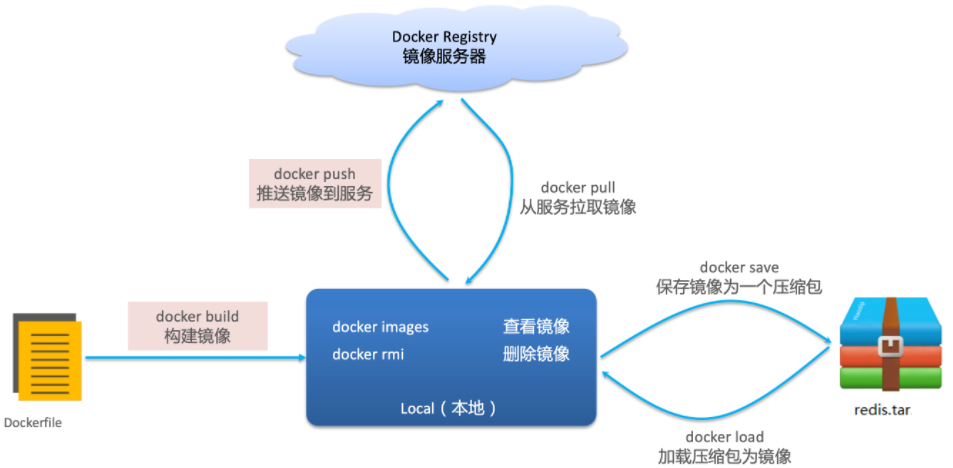 Docker Registry
镜像服务器
docker push
推送镜像到服务
docker pull
从服务拉取镜像
docker save
保存镜像为一个压缩包
docker build
构建镜像
docker images 查看镜像
docker rmi 删除镜像
Local（本地）
Dockerfile
redis.tar
docker load
加载压缩包为镜像